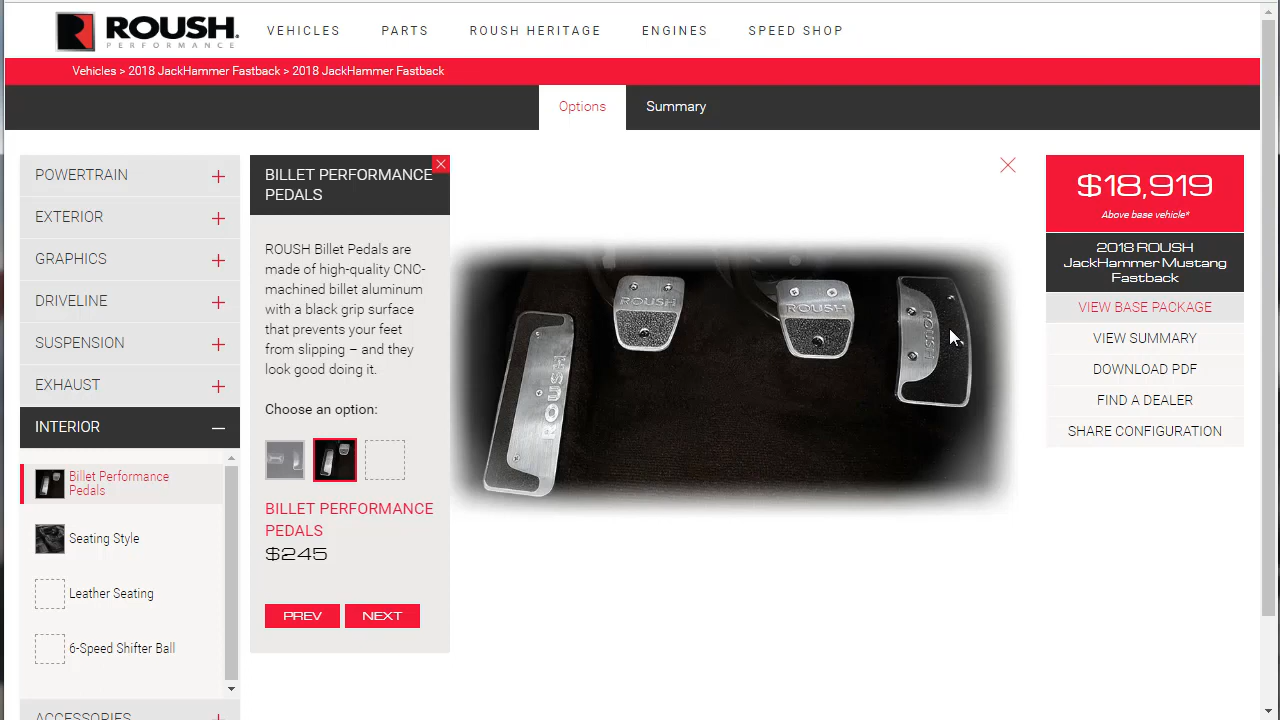 ROUSH
PERFORMANCE
VEHICLES
PARTS
ROUSH HERITAGE
ENGINES
SPEED SHOP
Vehicles > 2018 JackHammer Fastback > 2018 JackHammer Fastback
Options
Summary
POWERTRAIN
EXTERIOR
GRAPHICS
DRIVELINE
SUSPENSION
EXHAUST
INTERIOR
Billet Performance
Pedals
Seating Style
Leather Seating
6-Speed Shifter Ball
ACCESSORIES
BILLET PERFORMANCE
PEDALS
ROUSH Billet Pedals are
made of high-quality CNC-
machined billet aluminum
with a black grip surface
that prevents your feet
from slipping – and they
look good doing it.
Choose an option:
BILLET PERFORMANCE
PEDALS
$245
PREV
NEXT
ROUSH
ROUSH
ROUSH
ROUSH
$18,919
Above base vehicle*
2018 ROUSH
JackHammer Mustang
Fastback
VIEW BASE PACKAGE
VIEW SUMMARY
DOWNLOAD PDF
FIND A DEALER
SHARE CONFIGURATION